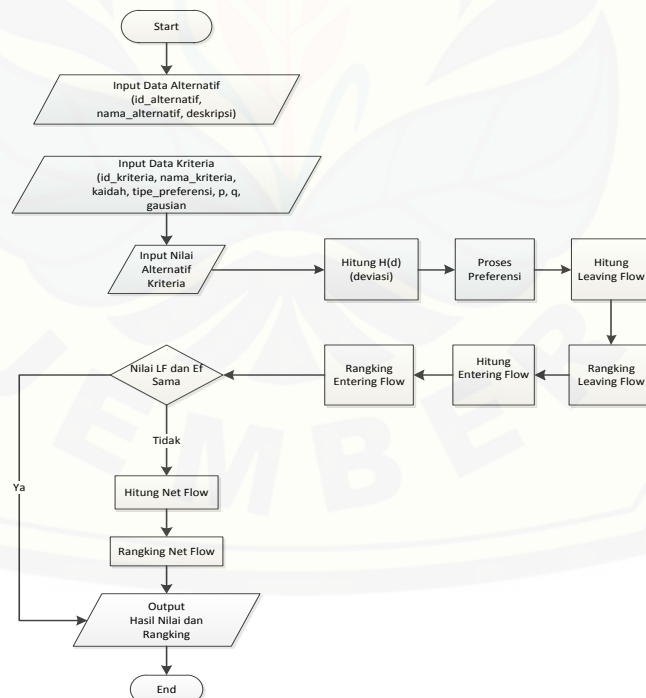 Start
Input Data Alternatif
(id_alternatif,
nama_alternatif, deskripsi)
Input Data Kriteria
(id_kriteria, nama_kriteria,
kaidah, tipe_preferensi, p, q,
gausian
Input Nilai
Alternatif
Kriteria
Hitung H(d)
(deviasi)
Proses
Preferensi
Hitung
Leaving Flow
Nilai LF dan Ef
Sama
Rangking
Entering Flow
Hitung
Entering Flow
Rangking
Leaving Flow
Tidak
Ya
Hitung Net Flow
Rangking Net Flow
Output
Hasil Nilai dan
Rangking
End
JEMBER